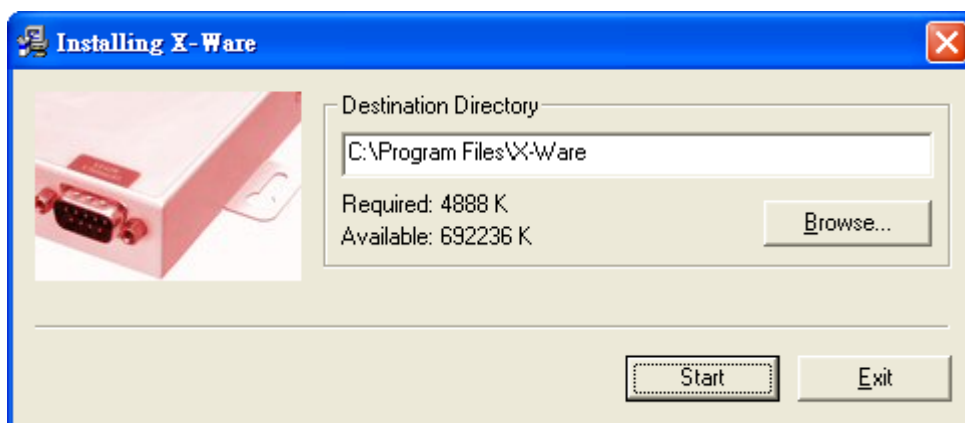 Installing X-Ware
Destination Directory
C:\Program Files\X-Ware
Required: 4888 K
Available: 692236 K
Browse...
Start
Exit